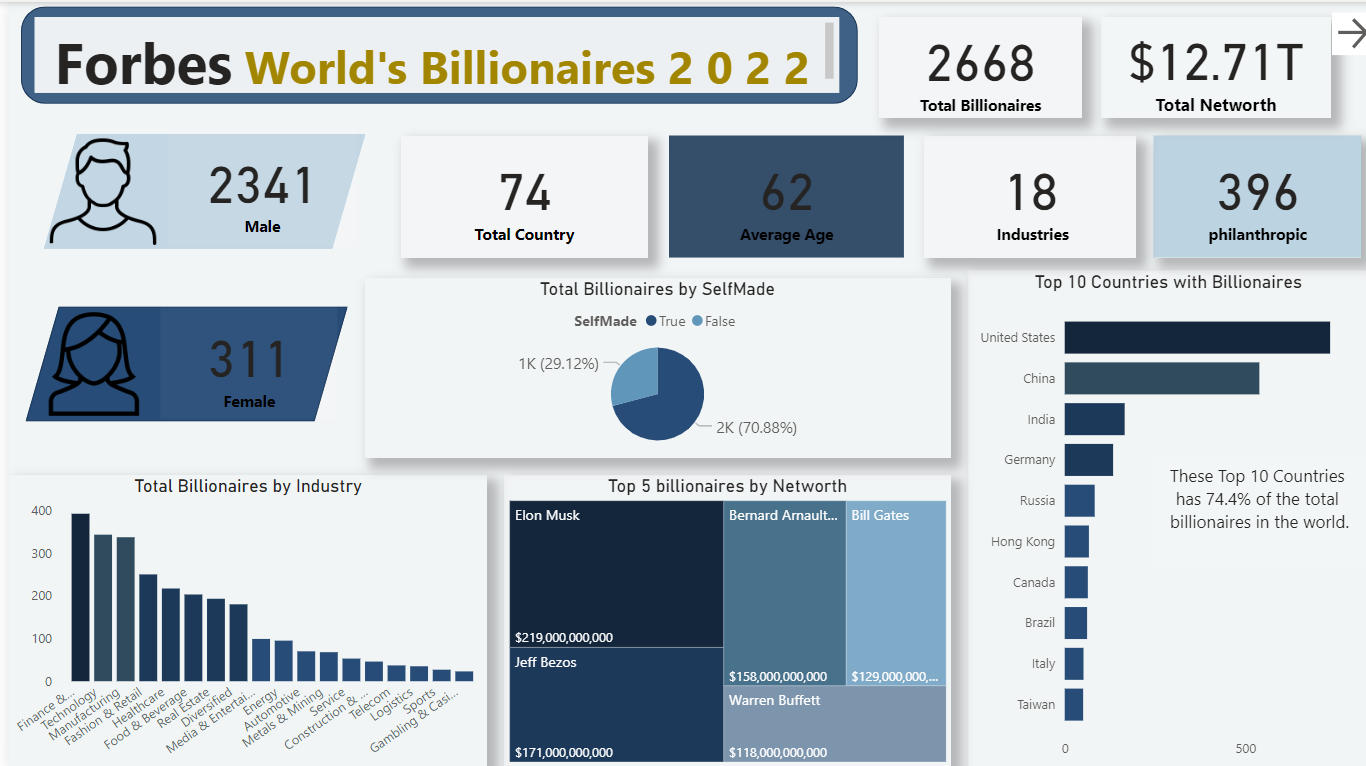 Forbes World's Billionaires 2 0 2 2
2668
Total Billionaires
$12.71T
Total Networth
2341
Male
74
Total Country
62
Average Age
18
Industries
396
philanthropic
311
Female
Total Billionaires by SelfMade
SelfMade True False
1K (29.12%)
2K (70.88%)
Top 10 Countries with Billionaires
United States
China
India
Germany
Russia
Hong Kong
Canada
Brazil
Italy
Taiwan
0 500
These Top 10 Countries
has 74.4% of the total
billionaires in the world.
Total Billionaires by Industry
400
300
200
100
0
Finance &...
Technology
Manufacturing
Fashion & Retail
Healthcare
Food & Beverage
Real Estate
Diversified
Media & Entertai...
Energy
Automotive
Metals & Mining
Service
Construction & ...
Telecom
Logistics
Sports
Gambling & Casi...
Top 5 billionaires by Networth
Elon Musk
$219,000,000,000
Jeff Bezos
$171,000,000,000
Bernard Arnault...
$158,000,000,000
Bill Gates
$129,000,000,...
Warren Buffett
$118,000,000,000